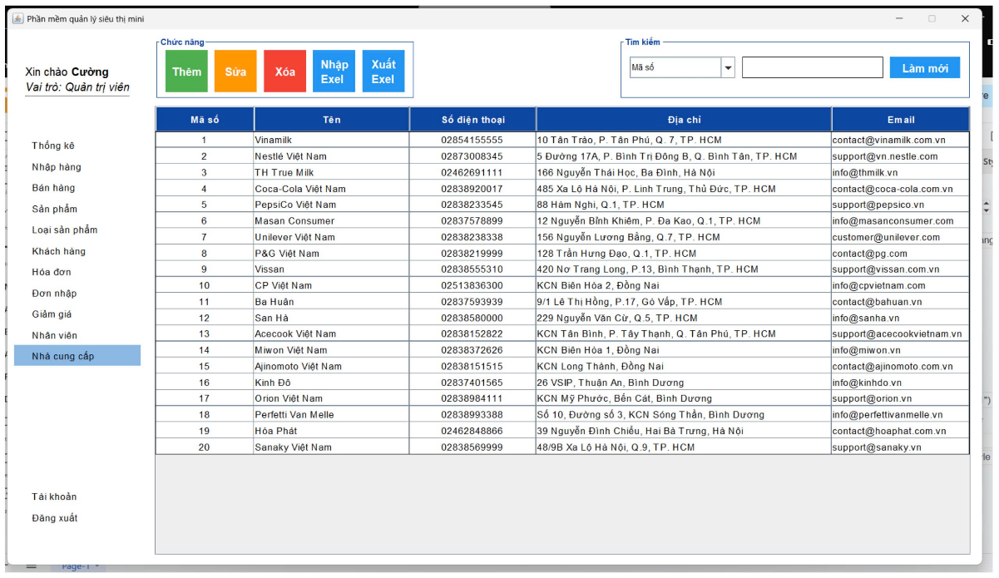 Phần mềm quản lý siêu thị mini
Xin chào Cường
Vai trò: Quản trị viên
Thống kê
Nhập hàng
Bán hàng
Sản phẩm
Loại sản phẩm
Khách hàng
Hóa đơn
Đơn nhập
Giảm giá
Nhân viên
Nhà cung cấp
Tài khoản
Đăng xuất
Chức năng
Thêm Sửa Xóa Nhập Exel Xuất Exel
Tìm kiếm
Mã số Làm mới
Mã số Tên Số điện thoại Địa chỉ Email
1 Vinamilk 02854155555 10 Tân Trào, P. Tân Phú, Q. 7, TP. HCM contact@vinamilk.com.vn
2 Nestlé Việt Nam 02873008345 5 Đường 17A, P. Bình Trị Đông B, Q. Bình Tân, TP. HCM support@vn.nestle.com
3 TH True Milk 02462691111 166 Nguyễn Thái Học, Ba Đình, Hà Nội info@thmilk.vn
4 Coca-Cola Việt Nam 02838920017 485 Xa Lộ Hà Nội, P. Linh Trung, Thủ Đức, TP. HCM contact@coca-cola.com.vn
5 PepsiCo Việt Nam 02838233545 88 Hàm Nghi, Q.1, TP. HCM support@pepsico.vn
6 Masan Consumer 02837578899 12 Nguyễn Bỉnh Khiêm, P. Đa Kao, Q.1, TP. HCM info@masanconsumer.com
7 Unilever Việt Nam 02838238338 156 Nguyễn Lương Bằng, Q.7, TP. HCM customer@unilever.com
8 P&G Việt Nam 02838219999 128 Trần Hưng Đạo, Q.1, TP. HCM contact@pg.com
9 Vissan 02838555310 420 Nơ Trang Long, P.13, Bình Thạnh, TP. HCM support@vissan.com.vn
10 CP Việt Nam 02513836300 KCN Biên Hòa 2, Đồng Nai info@cpvietnam.com
11 Ba Huân 02837593939 9/1 Lê Thị Hồng, P.17, Gò Vấp, TP. HCM contact@bahuan.vn
12 San Hà 02838580000 229 Nguyễn Văn Cừ, Q.5, TP. HCM info@sanha.vn
13 Acecook Việt Nam 02838152822 KCN Tân Bình, P. Tây Thạnh, Q. Tân Phú, TP. HCM support@acecookvietnam.vn
14 Miwon Việt Nam 02838372626 KCN Biên Hòa 1, Đồng Nai info@miwon.vn
15 Ajinomoto Việt Nam 02838151515 KCN Long Thành, Đồng Nai contact@ajinomoto.com.vn
16 Kinh Đô 02837401565 26 VSIP, Thuận An, Bình Dương info@kinhdo.vn
17 Orion Việt Nam 02838984111 KCN Mỹ Phước, Bến Cát, Bình Dương support@orion.vn
18 Perfetti Van Melle 02838993388 Số 10, Đường số 3, KCN Sóng Thần, Bình Dương info@perfettivanmelle.vn
19 Hòa Phát 02462848866 39 Nguyễn Đình Chiểu, Hai Bà Trưng, Hà Nội contact@hoaphat.com.vn
20 Sanaky Việt Nam 02838569999 48/9B Xa Lộ Hà Nội, Q.9, TP. HCM support@sanaky.vn
Page-1